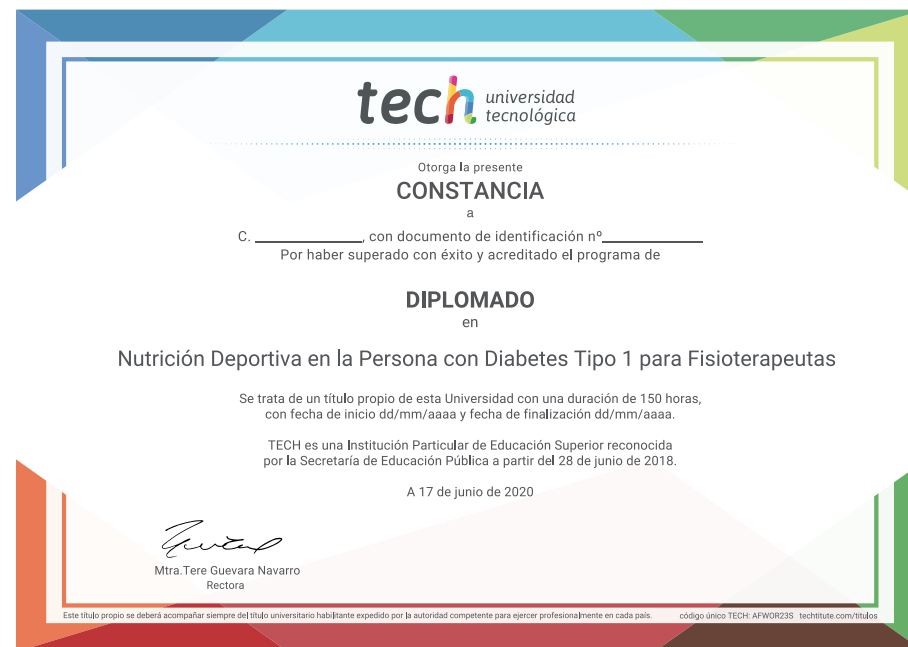 tech universidad
tecnológica
Otorga la presente
CONSTANCIA
a
C. ____________, con documento de identificación nº____________
Por haber superado con éxito y acreditado el programa de
DIPLOMADO
en
Nutrición Deportiva en la Persona con Diabetes Tipo 1 para Fisioterapeutas
Se trata de un título propio de esta Universidad con una duración de 150 horas,
con fecha de inicio dd/mm/aaaa y fecha de finalización dd/mm/aaaa.
TECH es una Institución Particular de Educación Superior reconocida
por la Secretaría de Educación Pública a partir del 28 de junio de 2018.
A 17 de junio de 2020
Mtra.Tere Guevara Navarro
Rectora
Este título propio se deberá acompañar siempre del título universitario habilitante expedido por la autoridad competente para ejercer profesionalmente en cada país. código único TECH: AFWOR23S techtitute.com/titulos